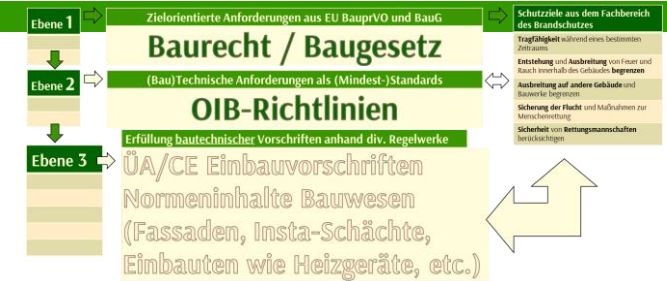 Ebene 1
Zielorientierte Anforderungen aus EU BauprVO und BauG
Baurecht / Baugesetz
Ebene 2
(Bau)Technische Anforderungen als (Mindest-)Standards
OIB-Richtlinien
Erfüllung bautechnischer Vorschriften anhand div. Regelwerke
Ebene 3
ÜA/CE Einbauvorschriften
Normeninhalte Bauwesen
(Fassaden, Insta-Schächte,
Einbauten wie Heizgeräte, etc.)
Schutzziele aus dem Fachbereich
des Brandschutzes
Tragfähigkeit während eines bestimmten
Zeitraums
Entstehung und Ausbreitung von Feuer und
Rauch innerhalb des Gebäudes begrenzen
Ausbreitung auf andere Gebäude und
Bauwerke begrenzen
Sicherung der Flucht und Maßnahmen zur
Menschenrettung
Sicherheit von Rettungsmannschaften
berücksichtigen